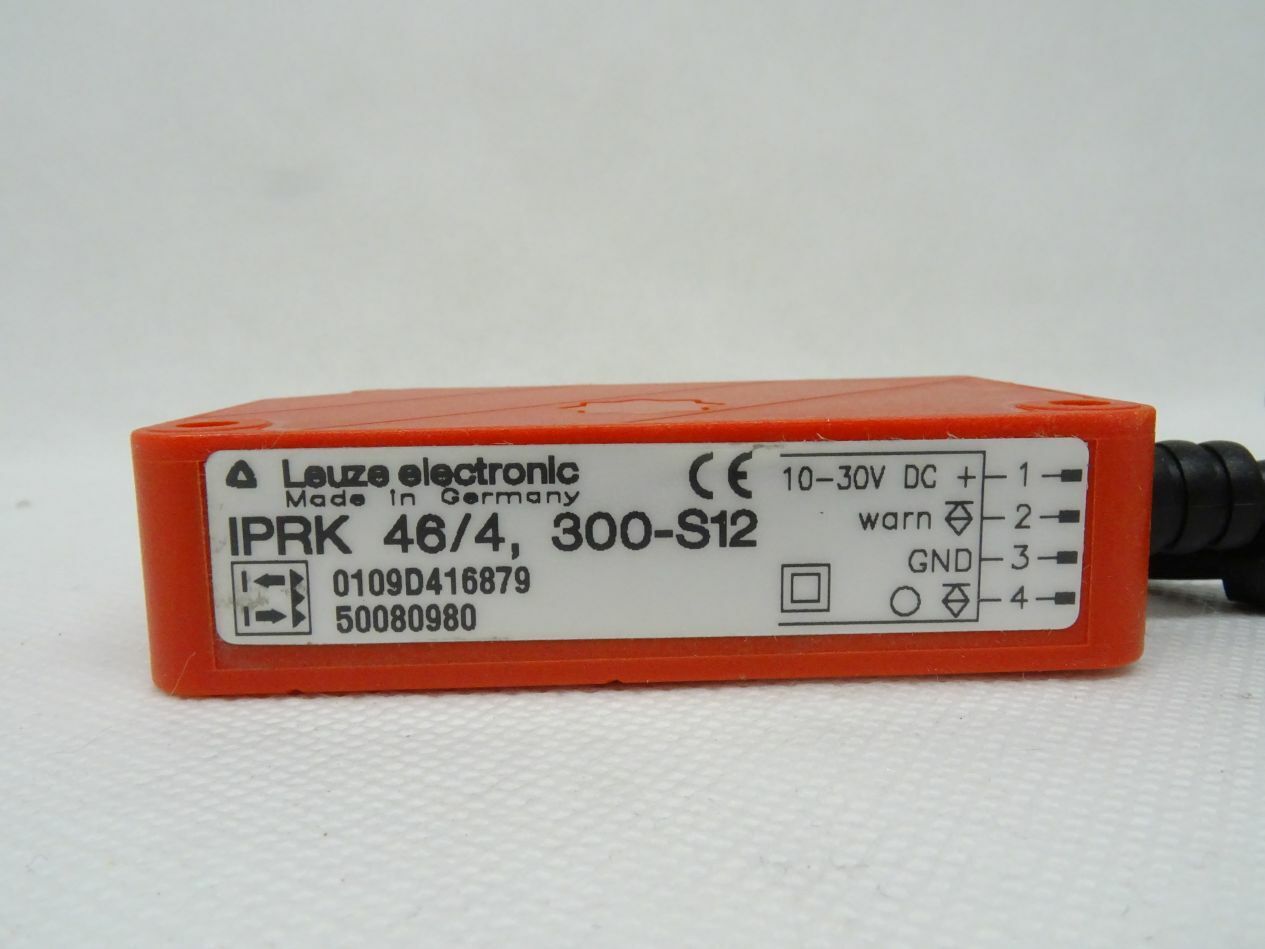 Leuze electronic
Made in Germany
IPRK 46/4, 300-S12
0109D416879
50080980
CE
10-30V DC + 1
warn 2
GND 3
4